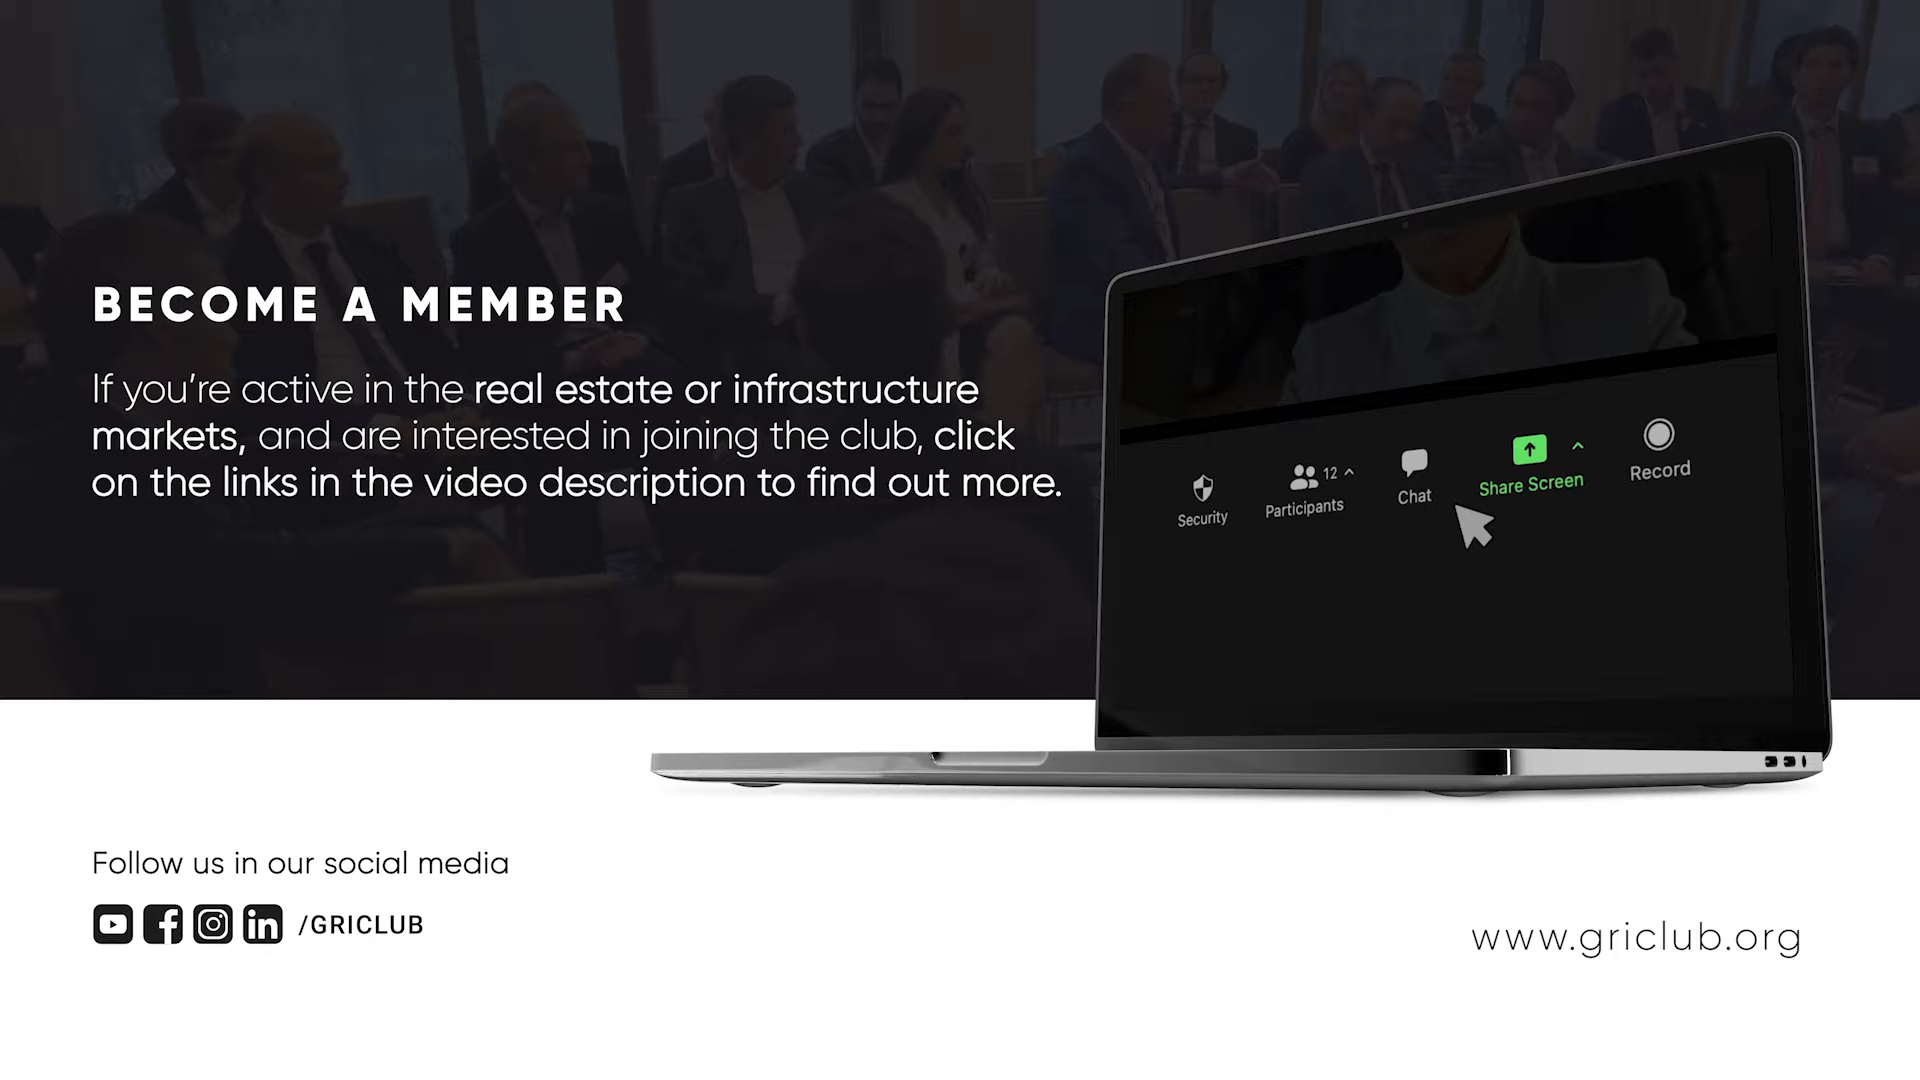 BECOME A MEMBER
If you’re active in the real estate or infrastructure
markets, and are interested in joining the club, click
on the links in the video description to find out more.
Security
Participants 12
Chat
Share Screen
Record
Follow us in our social media
in /GRICLUB
www.griclub.org